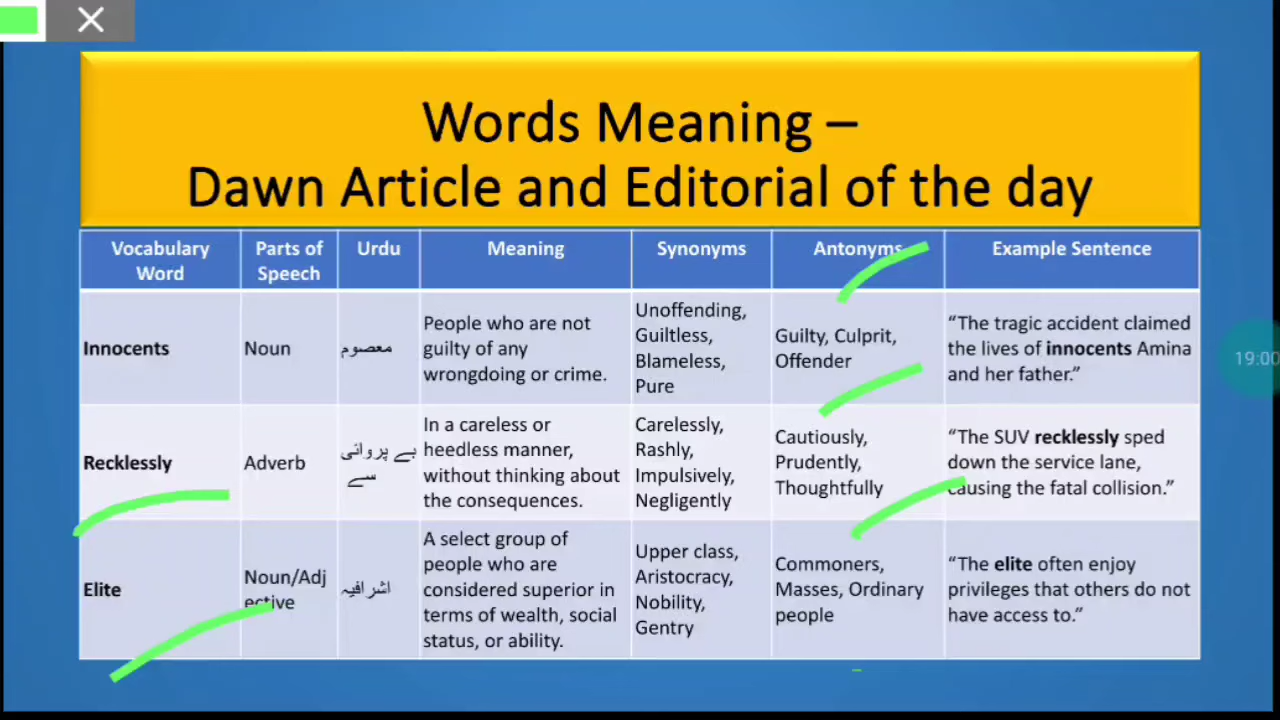 Words Meaning –
Dawn Article and Editorial of the day
Vocabulary
Word
Parts of
Speech
Urdu
Meaning
Synonyms
Antonyms
Example Sentence
Innocents
Noun
معصوم
People who are not
guilty of any
wrongdoing or crime.
Unoffending,
Guiltless,
Blameless,
Pure
Guilty, Culprit,
Offender
“The tragic accident claimed
the lives of innocents Amina
and her father.”
Recklessly
Adverb
بے پروائی
سے
In a careless or
heedless manner,
without thinking about
the consequences.
Carelessly,
Rashly,
Impulsively,
Negligently
Cautiously,
Prudently,
Thoughtfully
“The SUV recklessly sped
down the service lane,
causing the fatal collision.”
Elite
Noun/Adj
ective
اشرافیہ
A select group of
people who are
considered superior in
terms of wealth, social
status, or ability.
Upper class,
Aristocracy,
Nobility,
Gentry
Commoners,
Masses, Ordinary
people
“The elite often enjoy
privileges that others do not
have access to.”
19:00